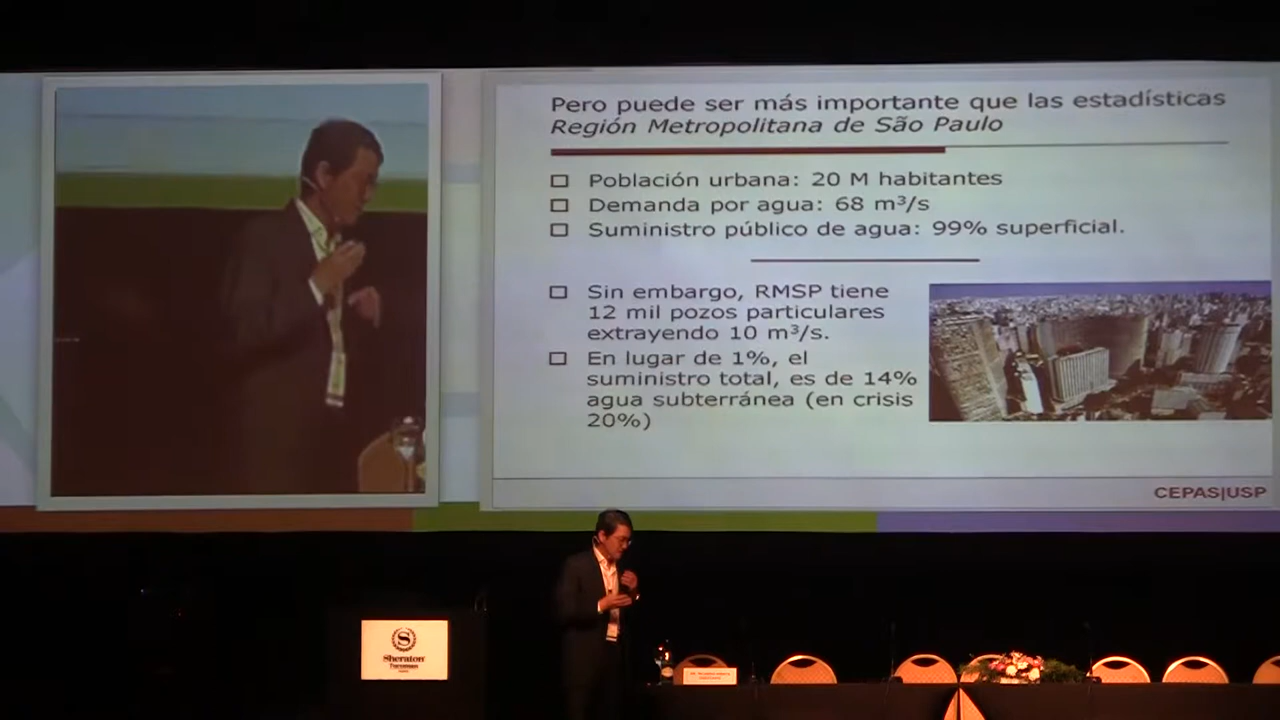 Pero puede ser más importante que las estadísticas
Región Metropolitana de São Paulo
Población urbana: 20 M habitantes
Demanda por agua: 68 m³/s
Suministro público de agua: 99% superficial.
Sin embargo, RMSP tiene
12 mil pozos particulares
extrayendo 10 m³/s.
En lugar de 1%, el
suministro total, es de 14%
agua subterránea (en crisis
20%)
CEPAS|USP
S
Sheraton